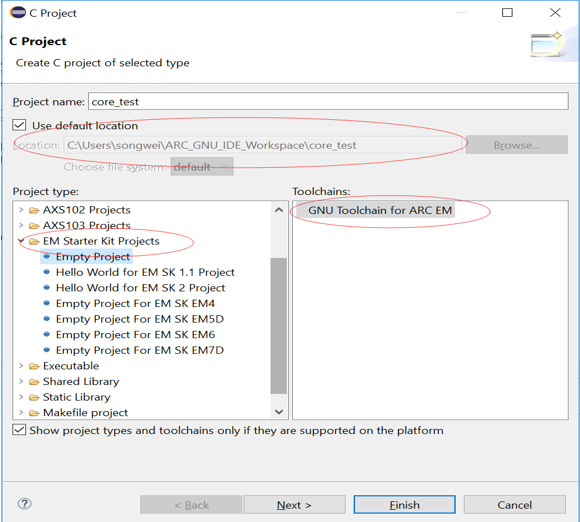 C Project
C Project
Create C project of selected type
Project name: core_test
Use default location
Location: C:\Users\songwei\ARC_GNU_IDE_Workspace\core_test Browse...
Choose file system: default
Project type: Toolchains:
AXS102 Projects GNU Toolchain for ARC EM
AXS103 Projects
EM Starter Kit Projects
Empty Project
Hello World for EM SK 1.1 Project
Hello World for EM SK 2 Project
Empty Project For EM SK EM4
Empty Project For EM SK EM5D
Empty Project For EM SK EM6
Empty Project For EM SK EM7D
Executable
Shared Library
Static Library
Makefile project
Show project types and toolchains only if they are supported on the platform
? < Back Next > Finish Cancel